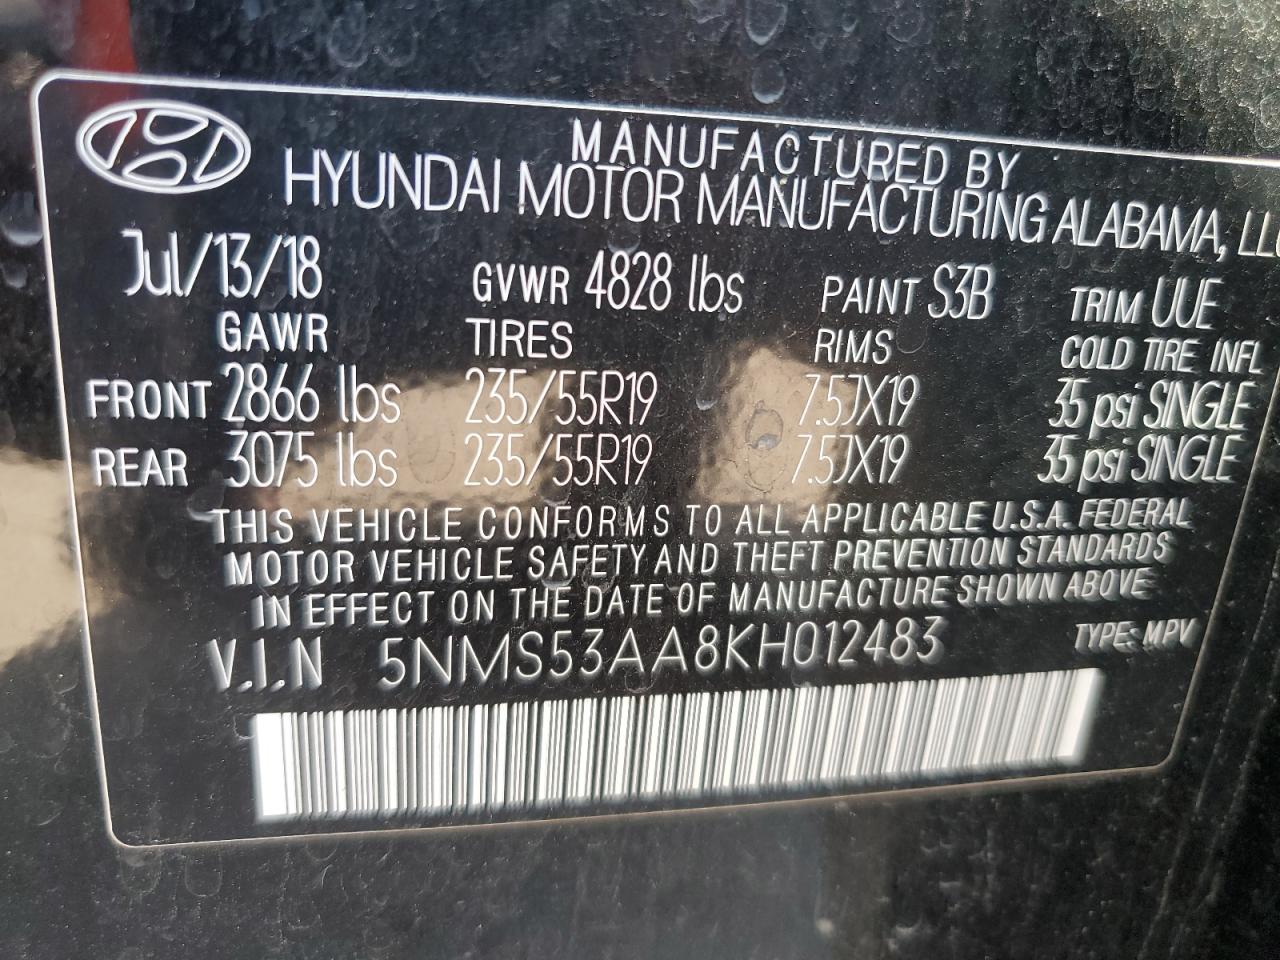 MANUFACTURED BY
HYUNDAI MOTOR MANUFACTURING ALABAMA, LLC
Jul/13/18 GVWR 4828 lbs PAINT S3B TRIM UUE
GAWR TIRES RIMS COLD TIRE INFL
FRONT 2866 lbs 235/55R19 7.5JX19 35 psi SINGLE
REAR 3075 lbs 235/55R19 7.5JX19 35 psi SINGLE
THIS VEHICLE CONFORMS TO ALL APPLICABLE U.S.A. FEDERAL
MOTOR VEHICLE SAFETY AND THEFT PREVENTION STANDARDS
IN EFFECT ON THE DATE OF MANUFACTURE SHOWN ABOVE
V.I.N 5NMS53AA8KH012483 TYPE: MPV